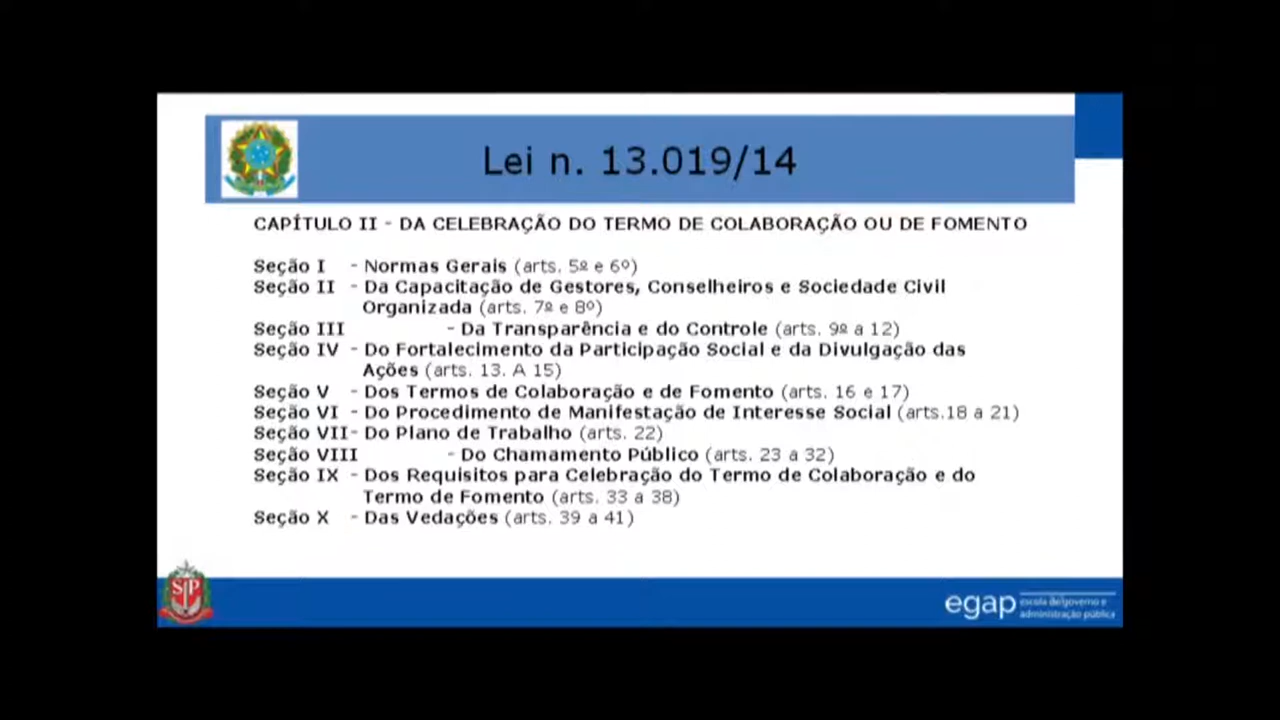 Lei n. 13.019/14
CAPÍTULO II - DA CELEBRAÇÃO DO TERMO DE COLABORAÇÃO OU DE FOMENTO
Seção I - Normas Gerais (arts. 5º e 6º)
Seção II - Da Capacitação de Gestores, Conselheiros e Sociedade Civil
Organizada (arts. 7º e 8º)
Seção III - Da Transparência e do Controle (arts. 9º a 12)
Seção IV - Do Fortalecimento da Participação Social e da Divulgação das
Ações (arts. 13. A 15)
Seção V - Dos Termos de Colaboração e de Fomento (arts. 16 e 17)
Seção VI - Do Procedimento de Manifestação de Interesse Social (arts.18 a 21)
Seção VII- Do Plano de Trabalho (arts. 22)
Seção VIII - Do Chamamento Público (arts. 23 a 32)
Seção IX - Dos Requisitos para Celebração do Termo de Colaboração e do
Termo de Fomento (arts. 33 a 38)
Seção X - Das Vedações (arts. 39 a 41)
SP
egap
escola de governo e
administração pública